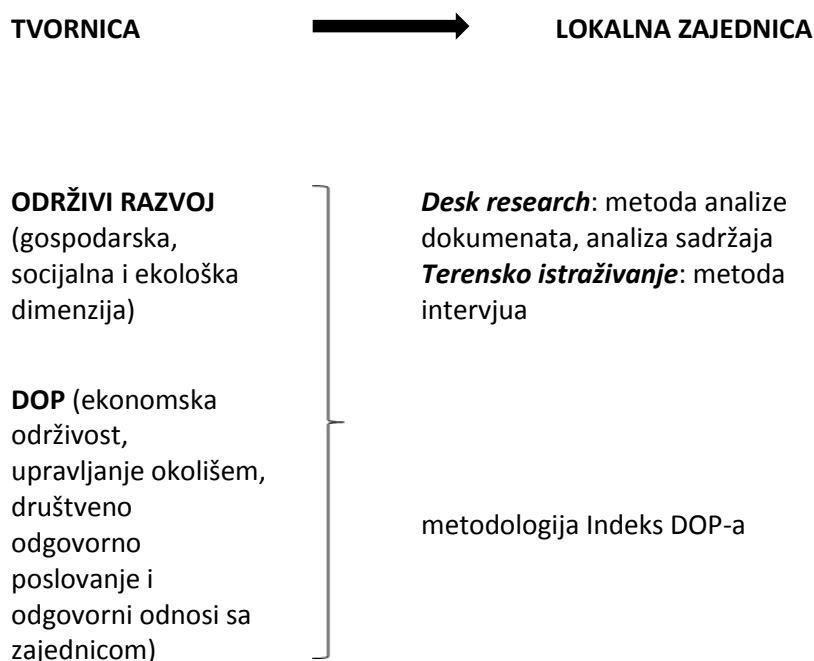 TVORNICA
LOKALNA ZAJEDNICA
ODRŽIVI RAZVOJ
(gospodarska,
socijalna i ekološka
dimenzija)
Desk research: metoda analize
dokumenata, analiza sadržaja
Terensko istraživanje: metoda
intervjua
DOP (ekonomska
održivost,
upravljanje okolišem,
društveno
odgovorno
poslovanje i
odgovorni odnosi sa
zajednicom)
metodologija Indeks DOP-a